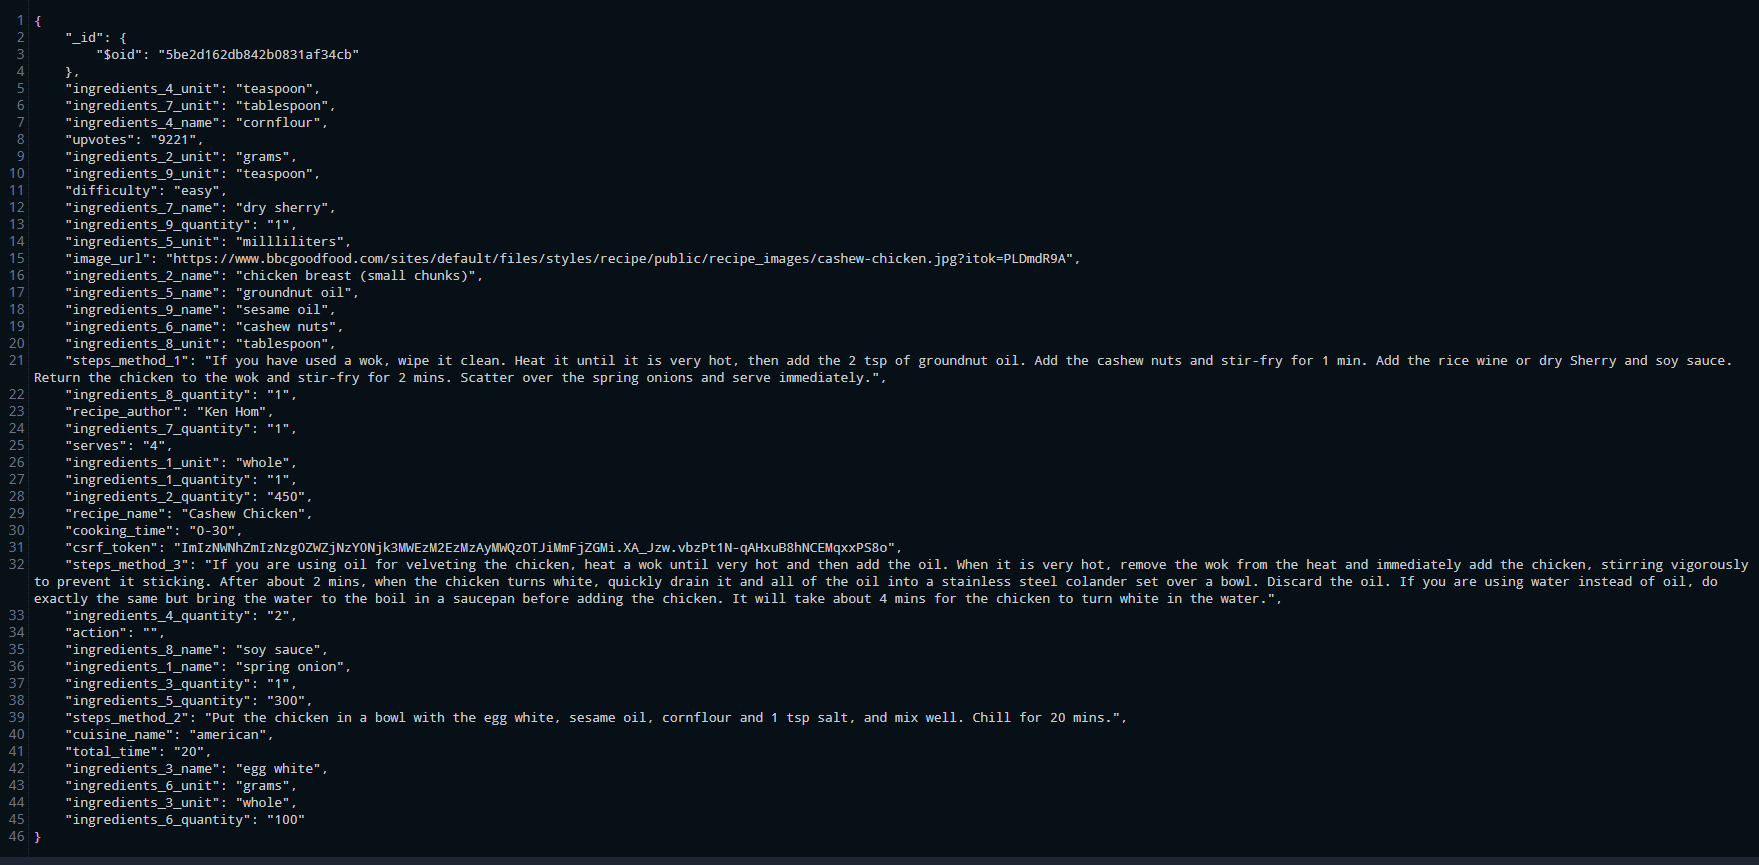 1 {
2 "_id": {
3 "$oid": "5be2d162db842b0831af34cb"
4 },
5 "ingredients_4_unit": "teaspoon",
6 "ingredients_7_unit": "tablespoon",
7 "ingredients_4_name": "cornflour",
8 "upvotes": "9221",
9 "ingredients_2_unit": "grams",
10 "ingredients_9_unit": "teaspoon",
11 "difficulty": "easy",
12 "ingredients_7_name": "dry sherry",
13 "ingredients_9_quantity": "1",
14 "ingredients_5_unit": "millliliters",
15 "image_url": "https://www.bbcgoodfood.com/sites/default/files/styles/recipe/public/recipe_images/cashew-chicken.jpg?itok=PLDmdR9A",
16 "ingredients_2_name": "chicken breast (small chunks)",
17 "ingredients_5_name": "groundnut oil",
18 "ingredients_9_name": "sesame oil",
19 "ingredients_6_name": "cashew nuts",
20 "ingredients_8_unit": "tablespoon",
21 "steps_method_1": "If you have used a wok, wipe it clean. Heat it until it is very hot, then add the 2 tsp of groundnut oil. Add the cashew nuts and stir-fry for 1 min. Add the rice wine or dry Sherry and soy sauce.
Return the chicken to the wok and stir-fry for 2 mins. Scatter over the spring onions and serve immediately.",
22 "ingredients_8_quantity": "1",
23 "recipe_author": "Ken Hom",
24 "ingredients_7_quantity": "1",
25 "serves": "4",
26 "ingredients_1_unit": "whole",
27 "ingredients_1_quantity": "1",
28 "ingredients_2_quantity": "450",
29 "recipe_name": "Cashew Chicken",
30 "cooking_time": "0-30",
31 "csrf_token": "ImIzNWNhZmIzNzg0ZWZjNzY0Njk3MWEzM2EzMzAyMWQzOTJiMmFjZGMi.XA_Jzw.vbzPt1N-qAHxuB8hNCEMqxxPS8o",
32 "steps_method_3": "If you are using oil for velveting the chicken, heat a wok until very hot and then add the oil. When it is very hot, remove the wok from the heat and immediately add the chicken, stirring vigorously
to prevent it sticking. After about 2 mins, when the chicken turns white, quickly drain it and all of the oil into a stainless steel colander set over a bowl. Discard the oil. If you are using water instead of oil, do
exactly the same but bring the water to the boil in a saucepan before adding the chicken. It will take about 4 mins for the chicken to turn white in the water.",
33 "ingredients_4_quantity": "2",
34 "action": "",
35 "ingredients_8_name": "soy sauce",
36 "ingredients_1_name": "spring onion",
37 "ingredients_3_quantity": "1",
38 "ingredients_5_quantity": "300",
39 "steps_method_2": "Put the chicken in a bowl with the egg white, sesame oil, cornflour and 1 tsp salt, and mix well. Chill for 20 mins.",
40 "cuisine_name": "american",
41 "total_time": "20",
42 "ingredients_3_name": "egg white",
43 "ingredients_6_unit": "grams",
44 "ingredients_3_unit": "whole",
45 "ingredients_6_quantity": "100"
46 }